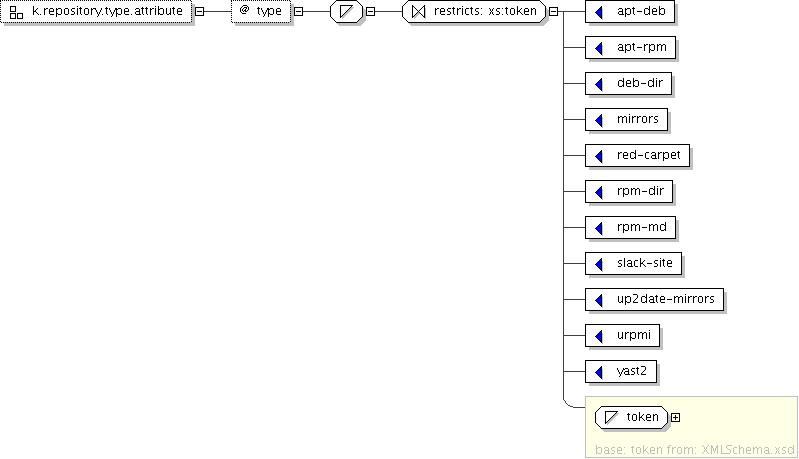 k.repository.type.attribute
@ type
restricts: xs:token
apt-deb
apt-rpm
deb-dir
mirrors
red-carpet
rpm-dir
rpm-md
slack-site
up2date-mirrors
urpmi
yast2
token
base: token from: XMLSchema.xsd